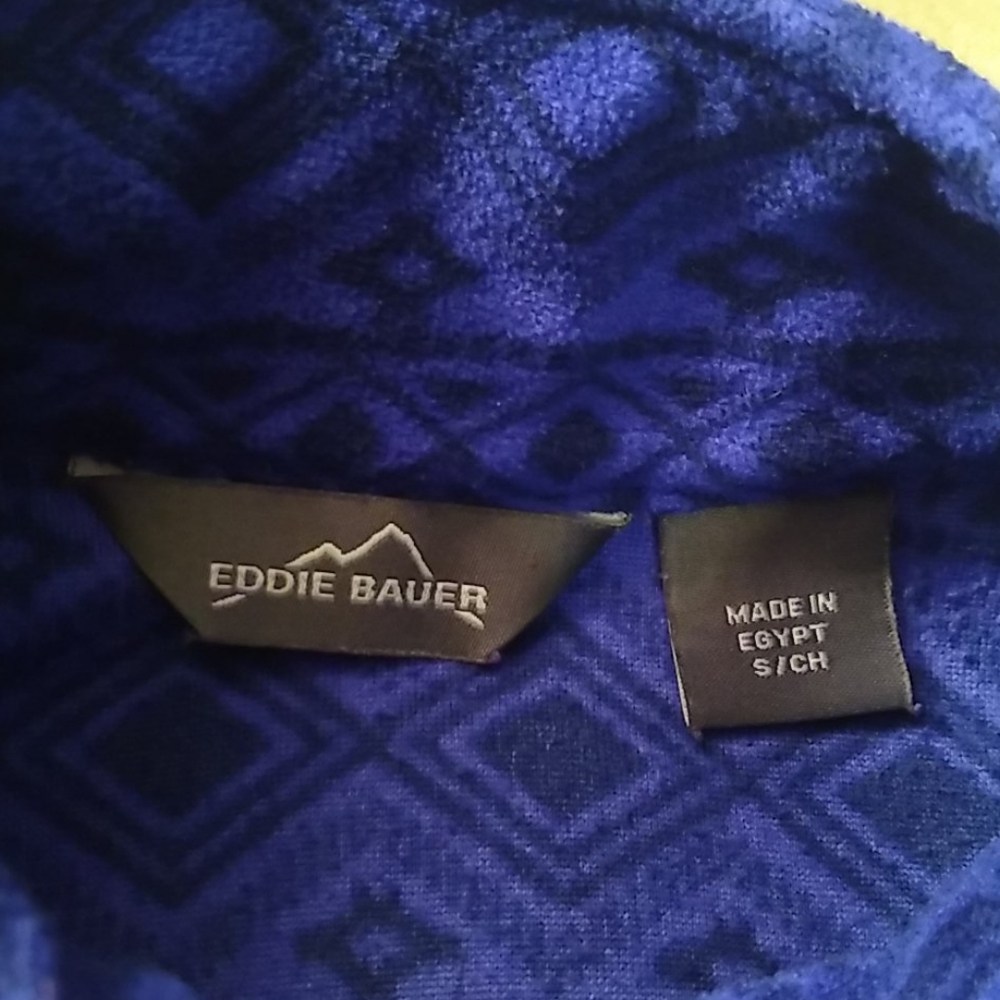 EDDIE BAUER
MADE IN
EGYPT
S/CH